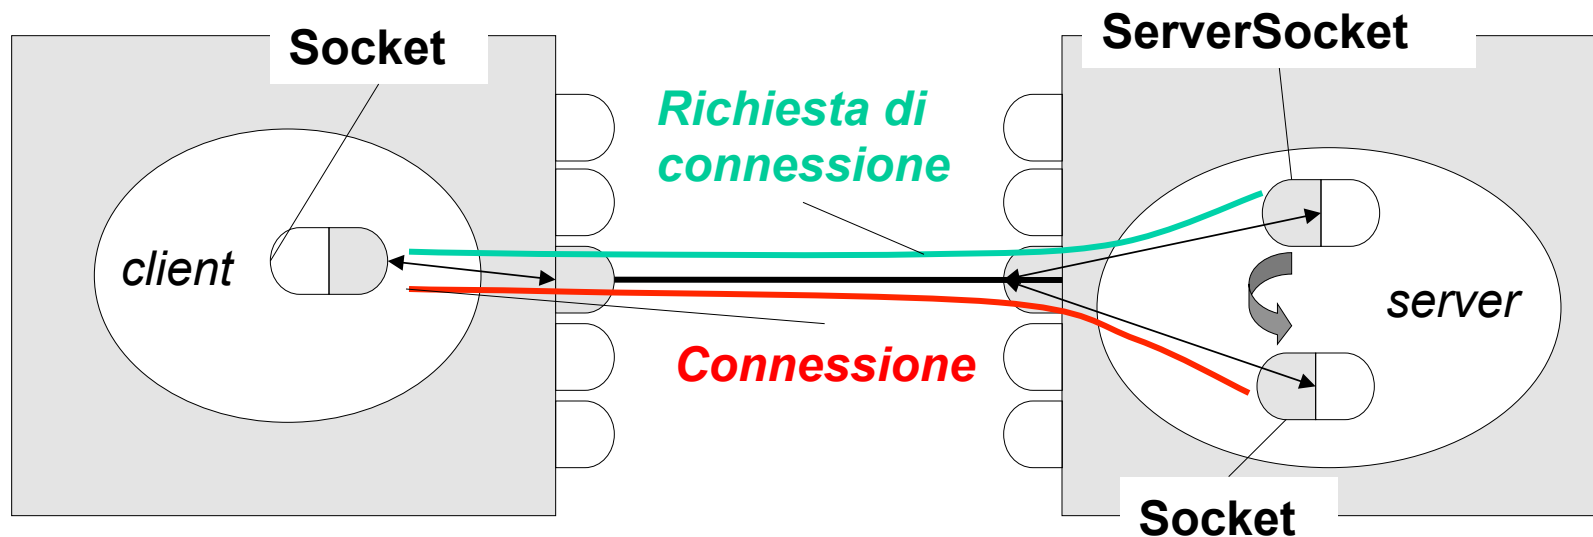 Socket
ServerSocket
Richiesta di
connessione
client
server
Connessione
Socket